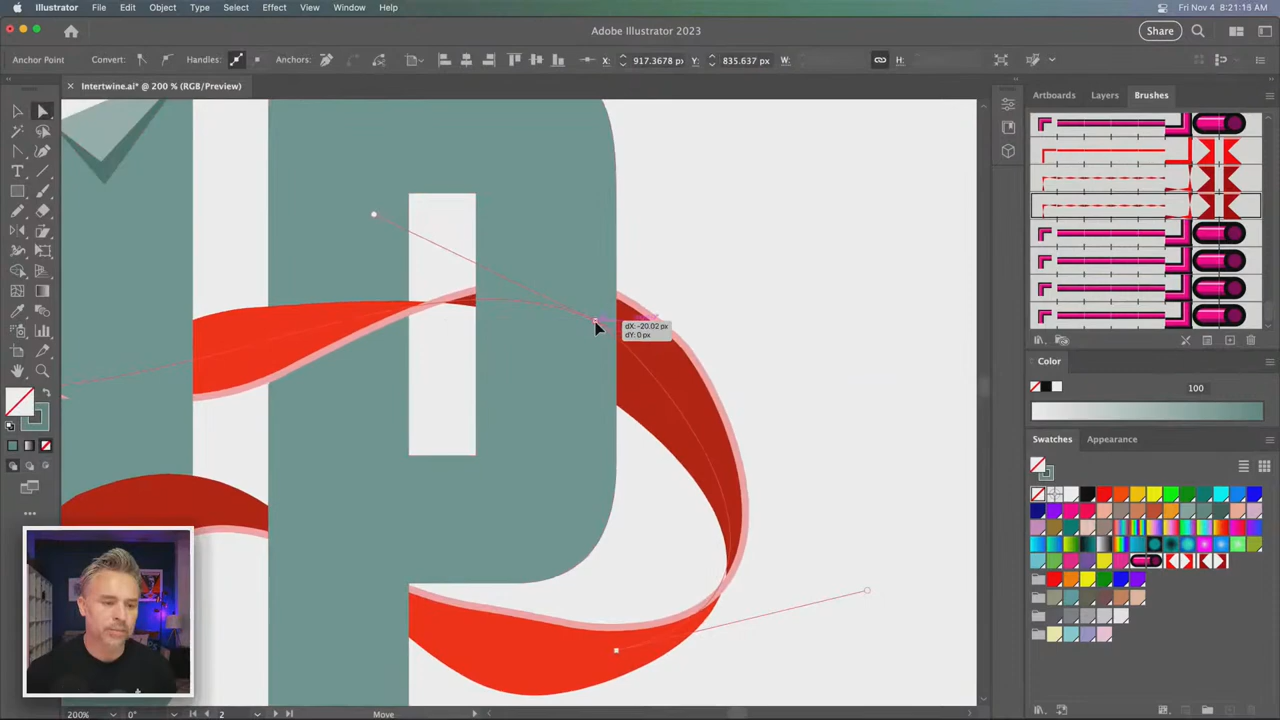 Illustrator File Edit Object Type Select Effect View Window Help
Fri Nov 4 8:21:15 AM
Adobe Illustrator 2023
Share
Anchor Point Convert: Handles: Anchors: X: 917.3678 px Y: 835.637 px W: H:
Intertwine.ai* @ 200 % (RGB/Preview)
Artboards Layers Brushes
dX: -20.02 px
dY: 0 px
Color
100
Swatches Appearance
200% 0° 2 Move